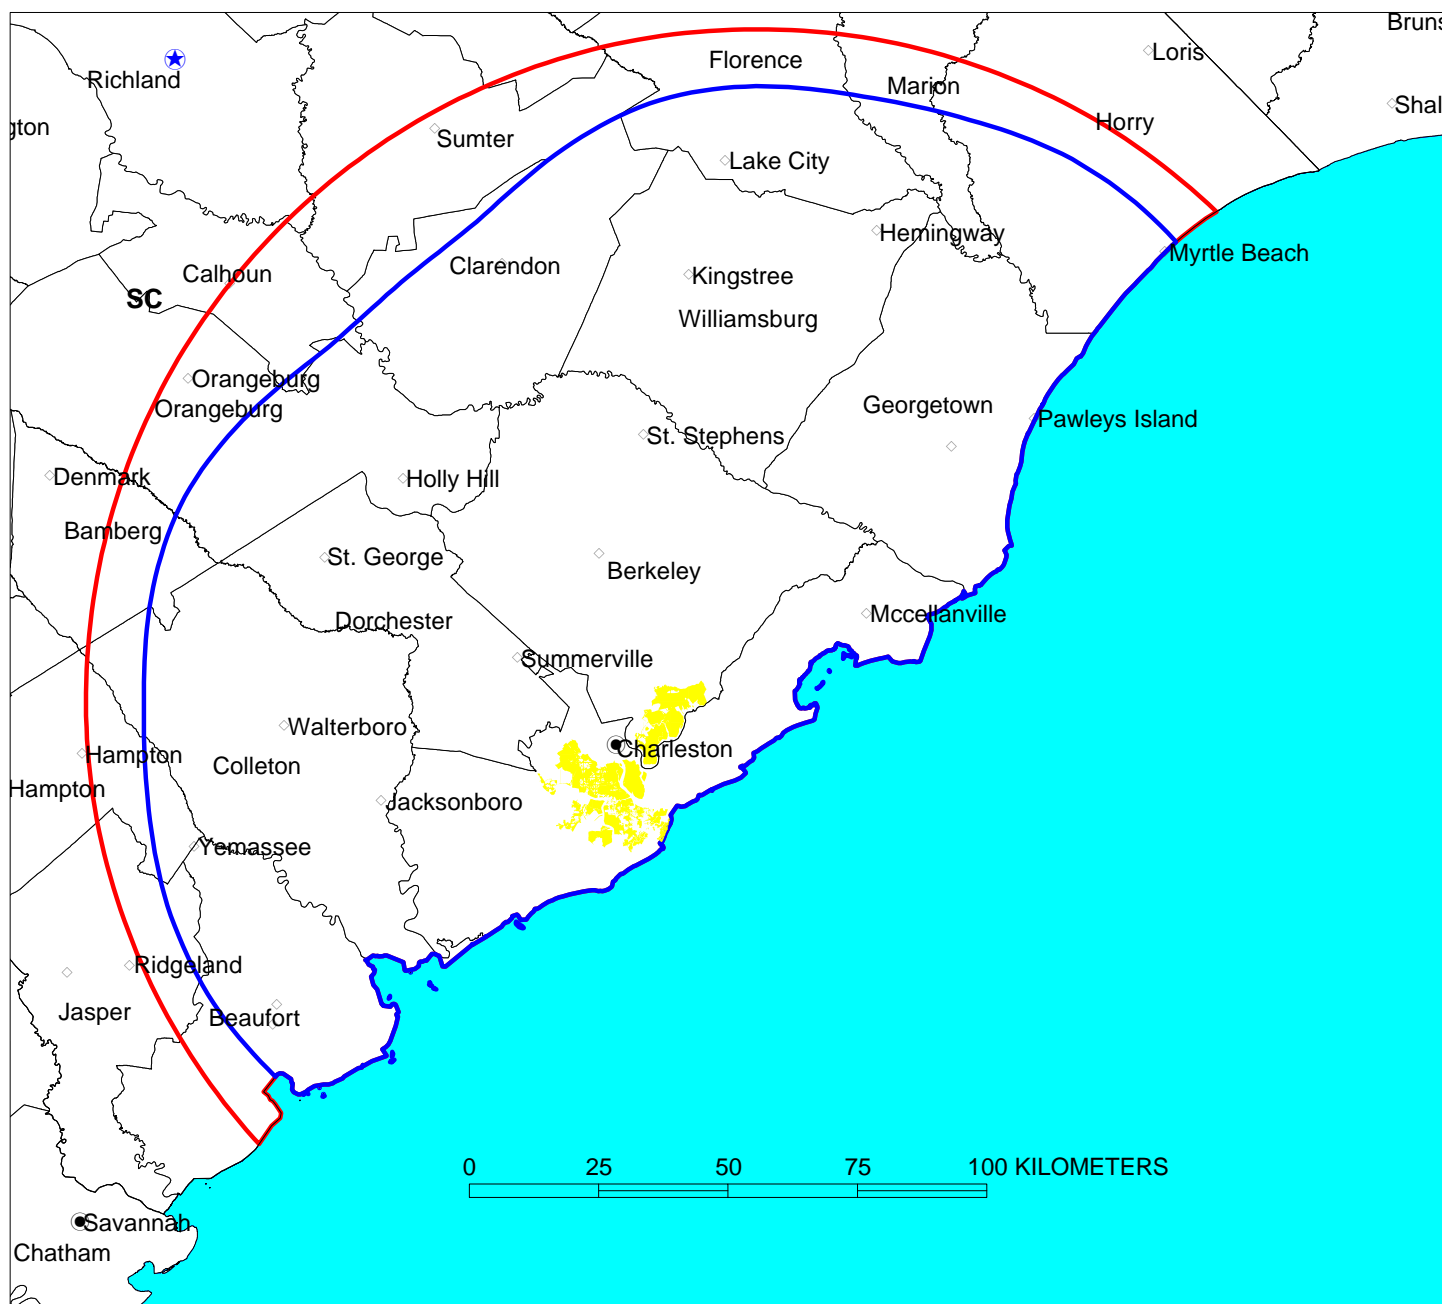 Bruns
Loris
Florence
Richland
Marion
Shal
Horry
gton
Sumter
Lake City
Hemingway
Myrtle Beach
Clarendon
Calhoun
Kingstree
SC
Williamsburg
Orangeburg
Orangeburg
Georgetown
Pawleys Island
St. Stephens
Denmark
Holly Hill
Bamberg
St. George
Berkeley
Mccellanville
Dorchester
Summerville
Walterboro
Charleston
Hampton
Colleton
Hampton
Jacksonboro
Yemassee
Ridgeland
Jasper
Beaufort
0 25 50 75 100 KILOMETERS
Savannah
Chatham